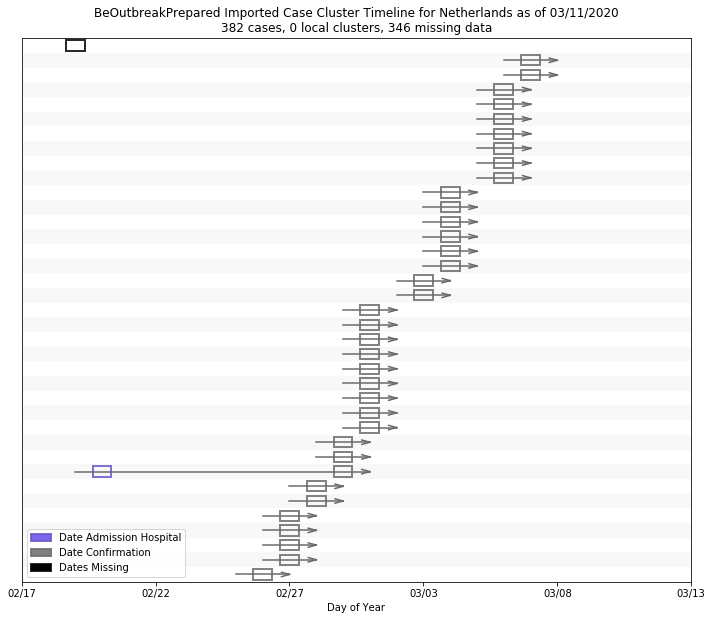 BeOutbreakPrepared Imported Case Cluster Timeline for Netherlands as of 03/11/2020
382 cases, 0 local clusters, 346 missing data
Date Admission Hospital
Date Confirmation
Dates Missing
02/17 02/22 02/27 03/03 03/08 03/13
Day of Year